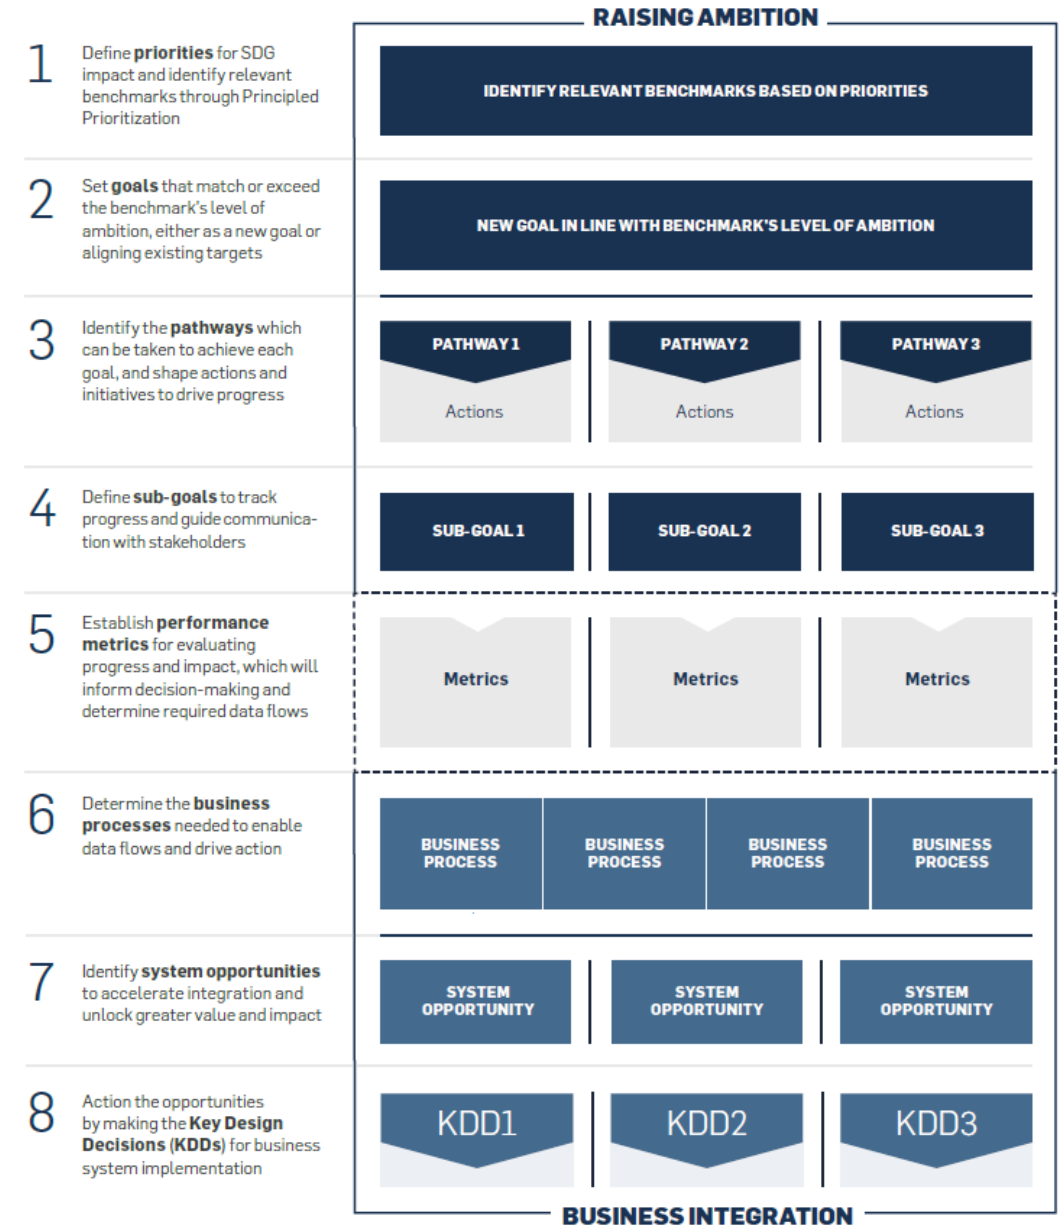 RAISING AMBITION
1
Define priorities for SDG
impact and identify relevant
benchmarks through Principled
Prioritization
IDENTIFY RELEVANT BENCHMARKS BASED ON PRIORITIES
2
Set goals that match or exceed
the benchmark's level of
ambition, either as a new goal or
aligning existing targets
NEW GOAL IN LINE WITH BENCHMARK'S LEVEL OF AMBITION
3
Identify the pathways which
can be taken to achieve each
goal, and shape actions and
initiatives to drive progress
PATHWAY 1
Actions
PATHWAY 2
Actions
PATHWAY 3
Actions
4
Define sub-goals to track
progress and guide communica-
tion with stakeholders
SUB-GOAL 1
SUB-GOAL 2
SUB-GOAL 3
5
Establish performance
metrics for evaluating
progress and impact, which will
inform decision-making and
determine required data flows
Metrics
Metrics
Metrics
6
Determine the business
processes needed to enable
data flows and drive action
BUSINESS
PROCESS
BUSINESS
PROCESS
BUSINESS
PROCESS
BUSINESS
PROCESS
7
Identify system opportunities
to accelerate integration and
unlock greater value and impact
SYSTEM
OPPORTUNITY
SYSTEM
OPPORTUNITY
SYSTEM
OPPORTUNITY
8
Action the opportunities
by making the Key Design
Decisions (KDDs) for business
system implementation
KDD1
KDD2
KDD3
BUSINESS INTEGRATION